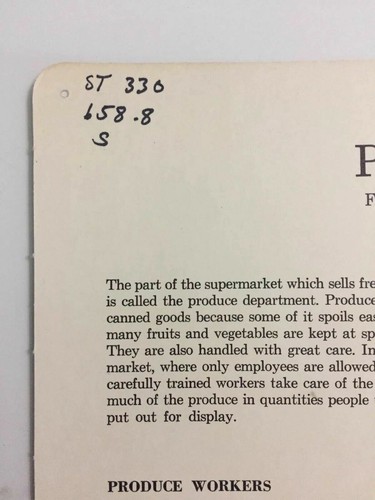 ST 330
658.8
S
P
F
The part of the supermarket which sells fre
is called the produce department. Produce
canned goods because some of it spoils eas
many fruits and vegetables are kept at sp
They are also handled with great care. In
market, where only employees are allowed
carefully trained workers take care of the
much of the produce in quantities people
put out for display.
PRODUCE WORKERS